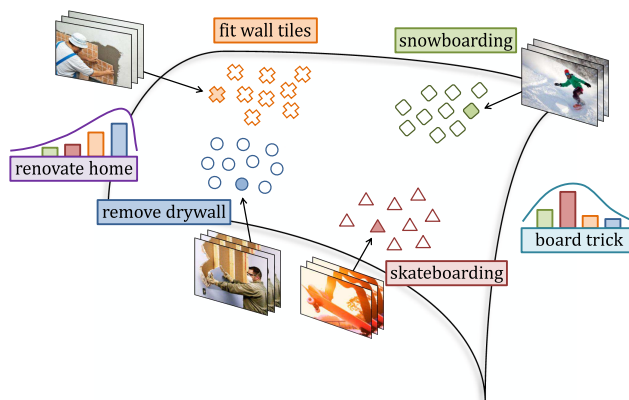 fit wall tiles
snowboarding
renovate home
remove drywall
board trick
skateboarding